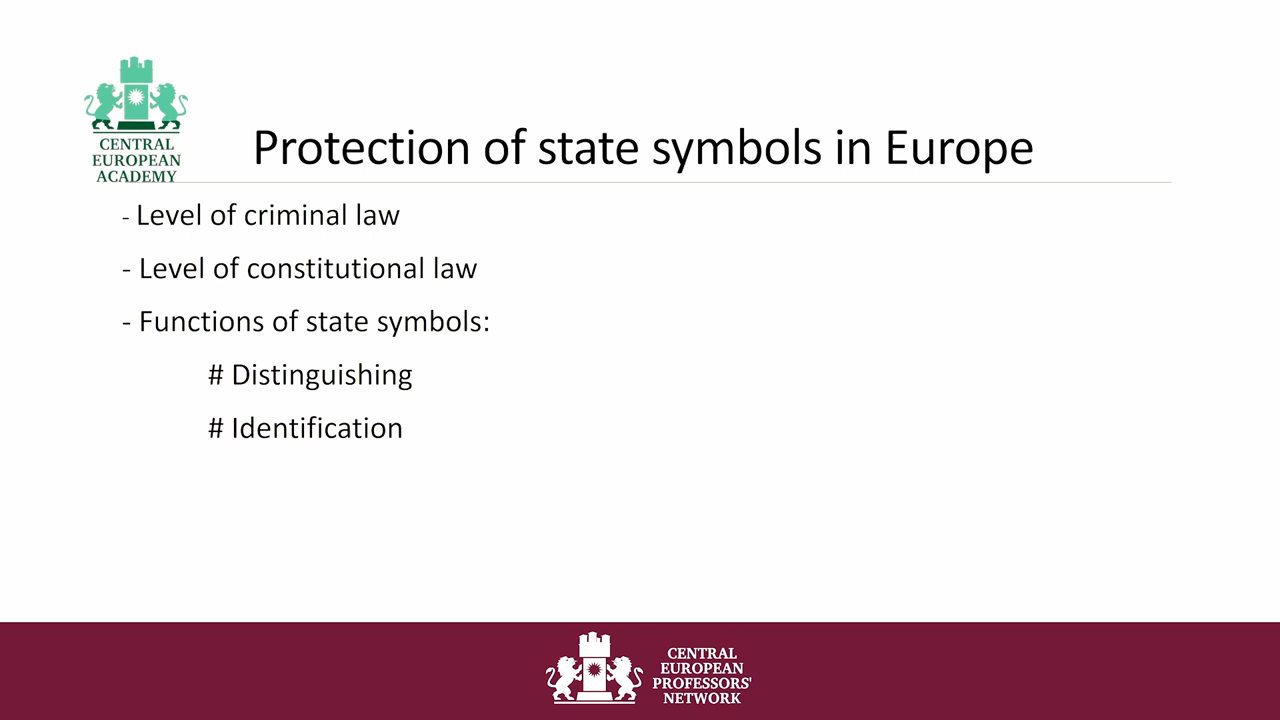 CENTRAL
EUROPEAN
ACADEMY
Protection of state symbols in Europe
- Level of criminal law
- Level of constitutional law
- Functions of state symbols:
# Distinguishing
# Identification
CENTRAL
EUROPEAN
PROFESSORS'
NETWORK